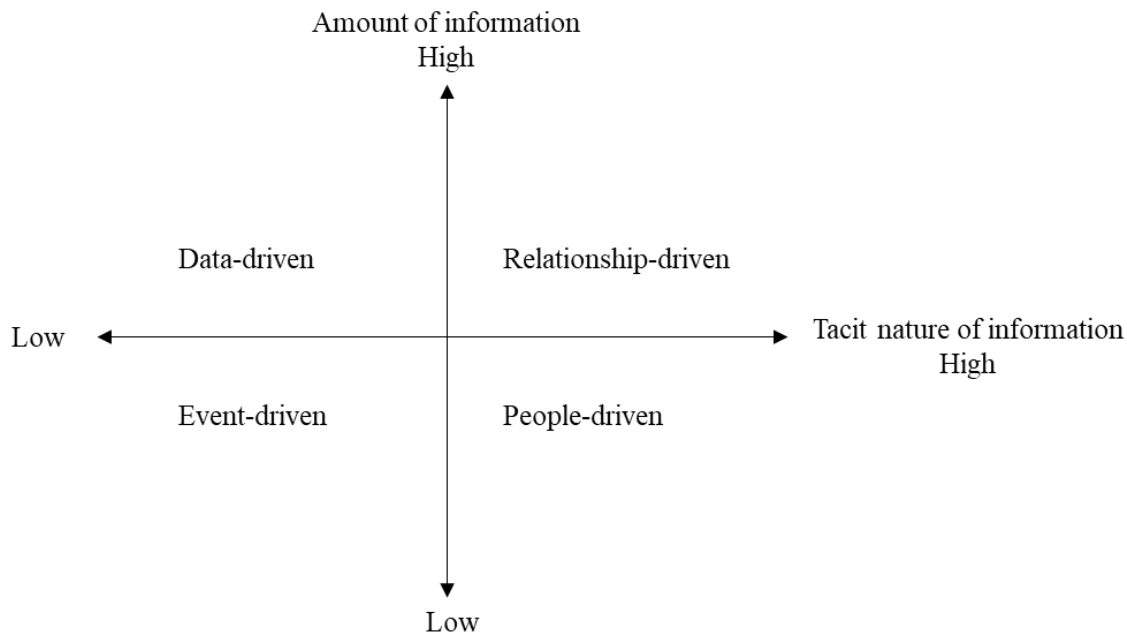 Amount of information
High
Data-driven
Relationship-driven
Low
Tacit nature of information
High
Event-driven
People-driven
Low